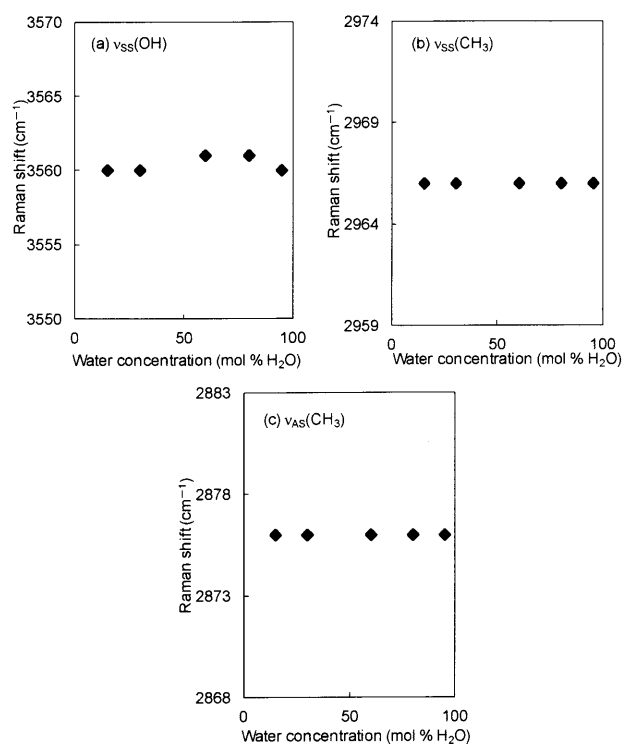 (a) νSS(OH)
Raman shift (cm⁻¹)
3570
3565
3560
3555
3550
0 50 100
Water concentration (mol % H₂O)
(b) νSS(CH₃)
Raman shift (cm⁻¹)
2974
2969
2964
2959
0 50 100
Water concentration (mol % H₂O)
(c) νAS(CH₃)
Raman shift (cm⁻¹)
2883
2878
2873
2868
0 50 100
Water concentration (mol % H₂O)